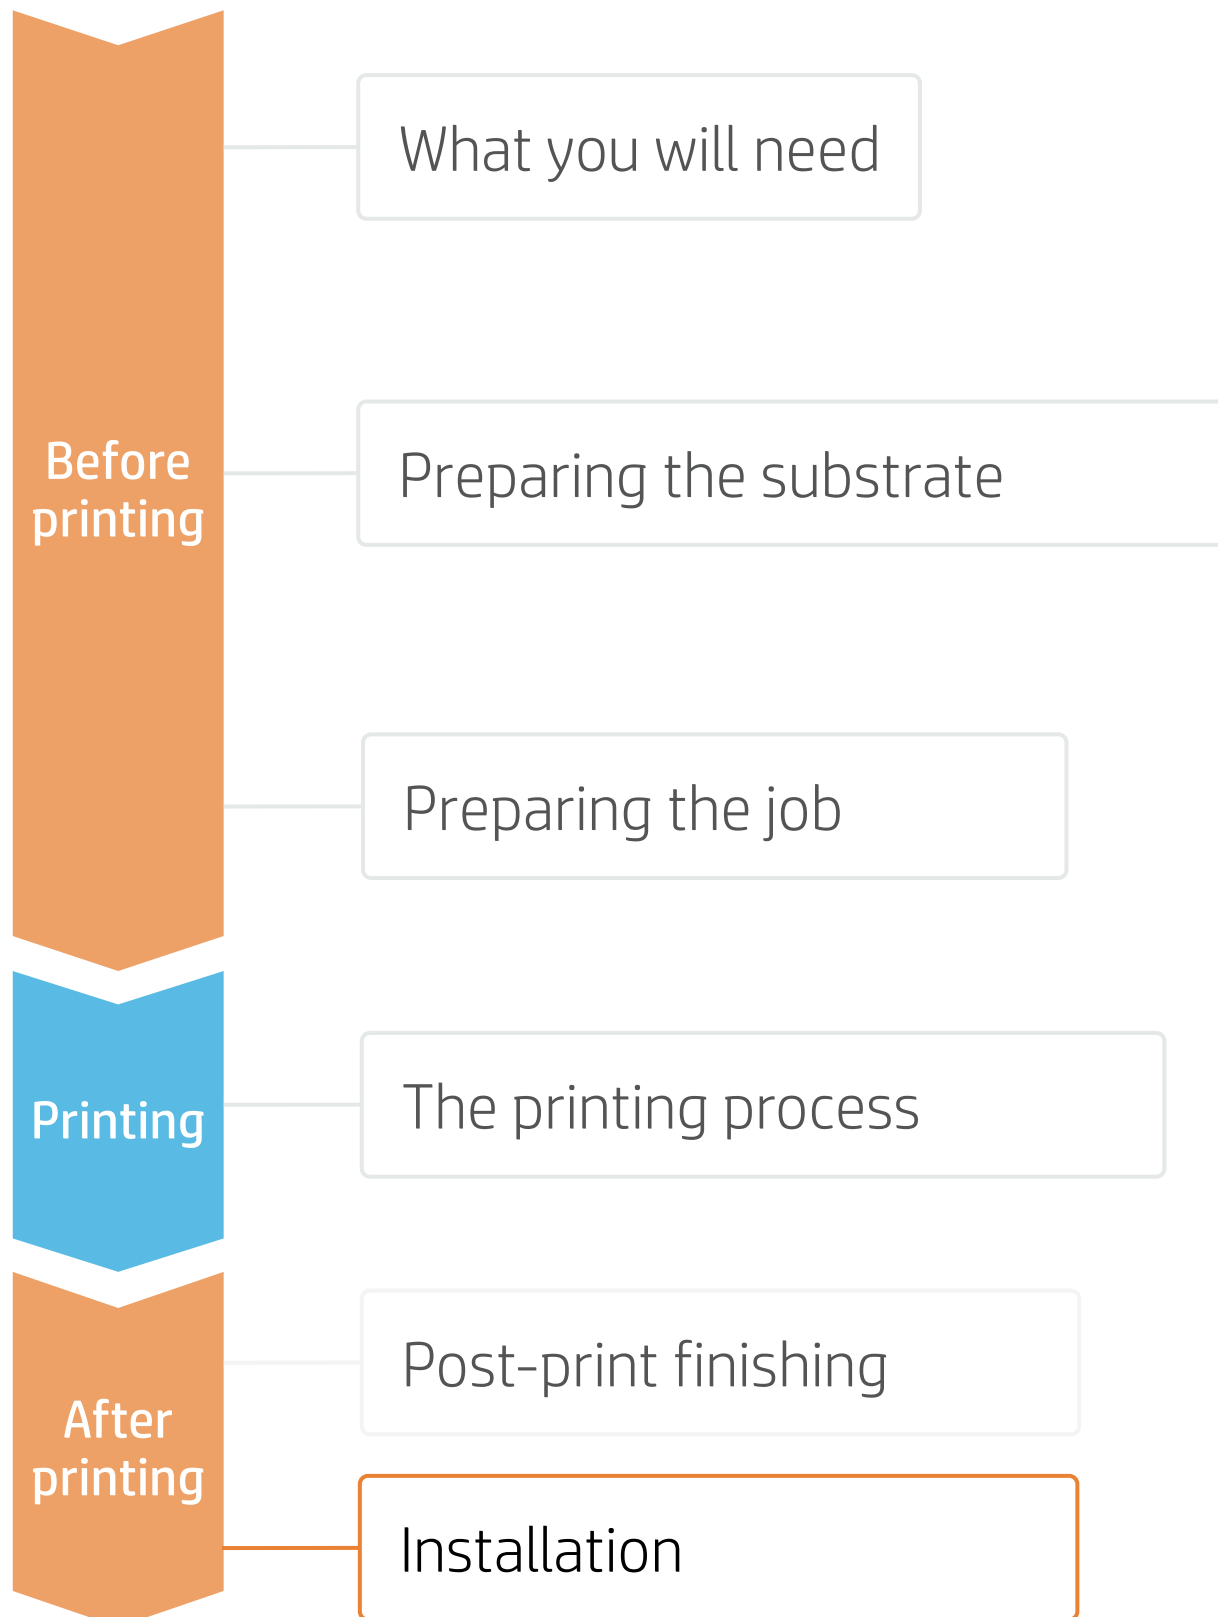 What you will need
Before
printing
Preparing the substrate
Preparing the job
Printing
The printing process
After
printing
Post-print finishing
Installation